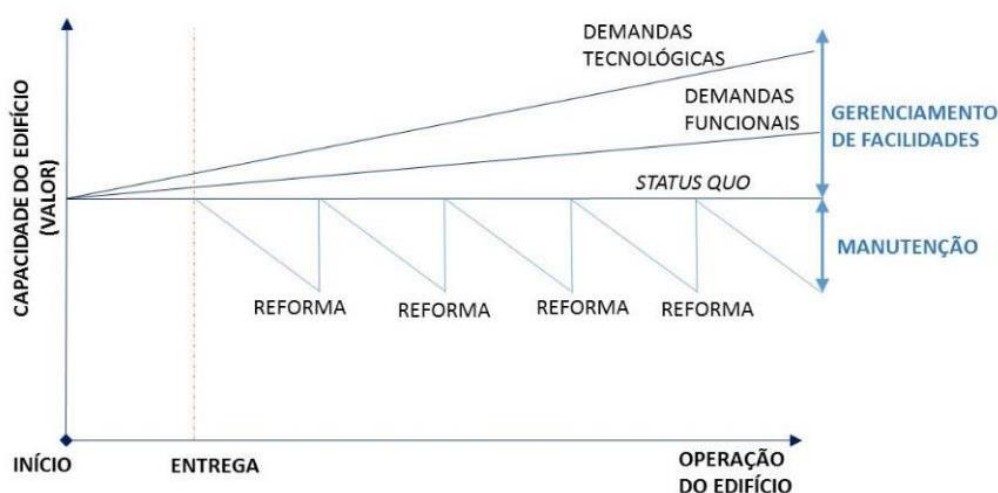 DEMANDAS
TECNOLÓGICAS
DEMANDAS
FUNCIONAIS
GERENCIAMENTO
DE FACILIDADES
STATUS QUO
CAPACIDADE DO EDIFÍCIO
(VALOR)
MANUTENÇÃO
REFORMA
REFORMA
REFORMA
REFORMA
INÍCIO
ENTREGA
OPERAÇÃO
DO EDIFÍCIO